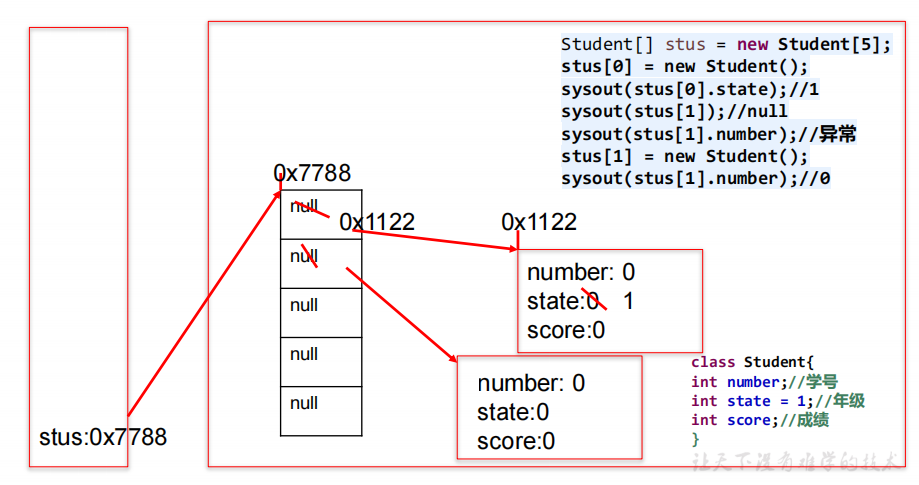 Student[] stus = new Student[5];
stus[0] = new Student();
sysout(stus[0].state);//1
sysout(stus[1]);//null
sysout(stus[1].number);//异常
stus[1] = new Student();
sysout(stus[1].number);//0
0x7788
null
0x1122
0x1122
null
number: 0
state:0 1
score:0
null
null
null
number: 0
state:0
score:0
class Student{
int number;//学号
int state = 1;//年级
int score;//成绩
}
stus:0x7788
让天下没有难学的技术